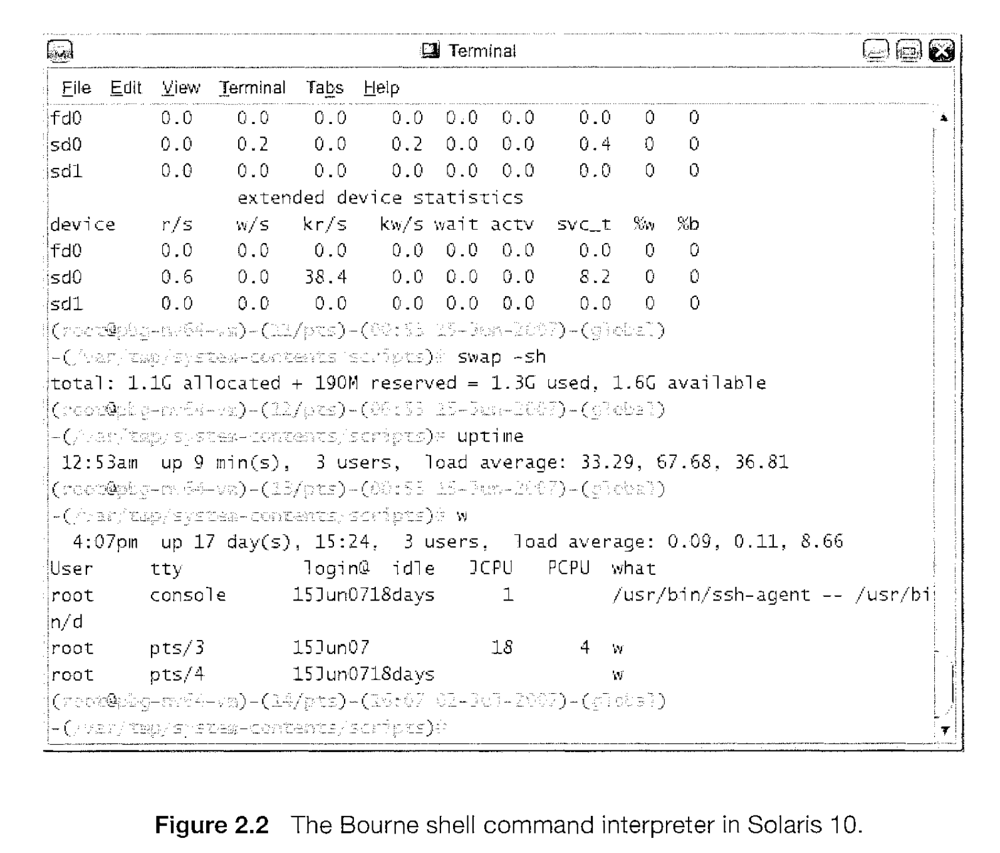 Terminal
File Edit View Terminal Tabs Help
fd0 0.0 0.0 0.0 0.0 0.0 0.0 0.0 0 0
sd0 0.0 0.2 0.0 0.2 0.0 0.0 0.4 0 0
sd1 0.0 0.0 0.0 0.0 0.0 0.0 0.0 0 0
extended device statistics
device r/s w/s kr/s kw/s wait actv svc_t %w %b
fd0 0.0 0.0 0.0 0.0 0.0 0.0 0.0 0 0
sd0 0.6 0.0 38.4 0.0 0.0 0.0 8.2 0 0
sd1 0.0 0.0 0.0 0.0 0.0 0.0 0.0 0 0
(root@pbg-nv64-vm)-(11/pts)-(00:53 15-Jun-2007)-(global)
-(/var/tmp/system-contents/scripts)# swap -sh
total: 1.1G allocated + 190M reserved = 1.3G used, 1.6G available
(root@pbg-nv64-vm)-(12/pts)-(00:53 15-Jun-2007)-(global)
-(/var/tmp/system-contents/scripts)# uptime
12:53am up 9 min(s), 3 users, load average: 33.29, 67.68, 36.81
(root@pbg-nv64-vm)-(13/pts)-(00:53 15-Jun-2007)-(global)
-(/var/tmp/system-contents/scripts)# w
4:07pm up 17 day(s), 15:24, 3 users, load average: 0.09, 0.11, 8.66
User tty login@ idle JCPU PCPU what
root console 15Jun0718days 1 /usr/bin/ssh-agent -- /usr/bi
n/d
root pts/3 15Jun07 18 4 w
root pts/4 15Jun0718days w
(root@pbg-nv64-vm)-(14/pts)-(16:07 02-Jul-2007)-(global)
-(/var/tmp/system-contents/scripts)#
Figure 2.2 The Bourne shell command interpreter in Solaris 10.